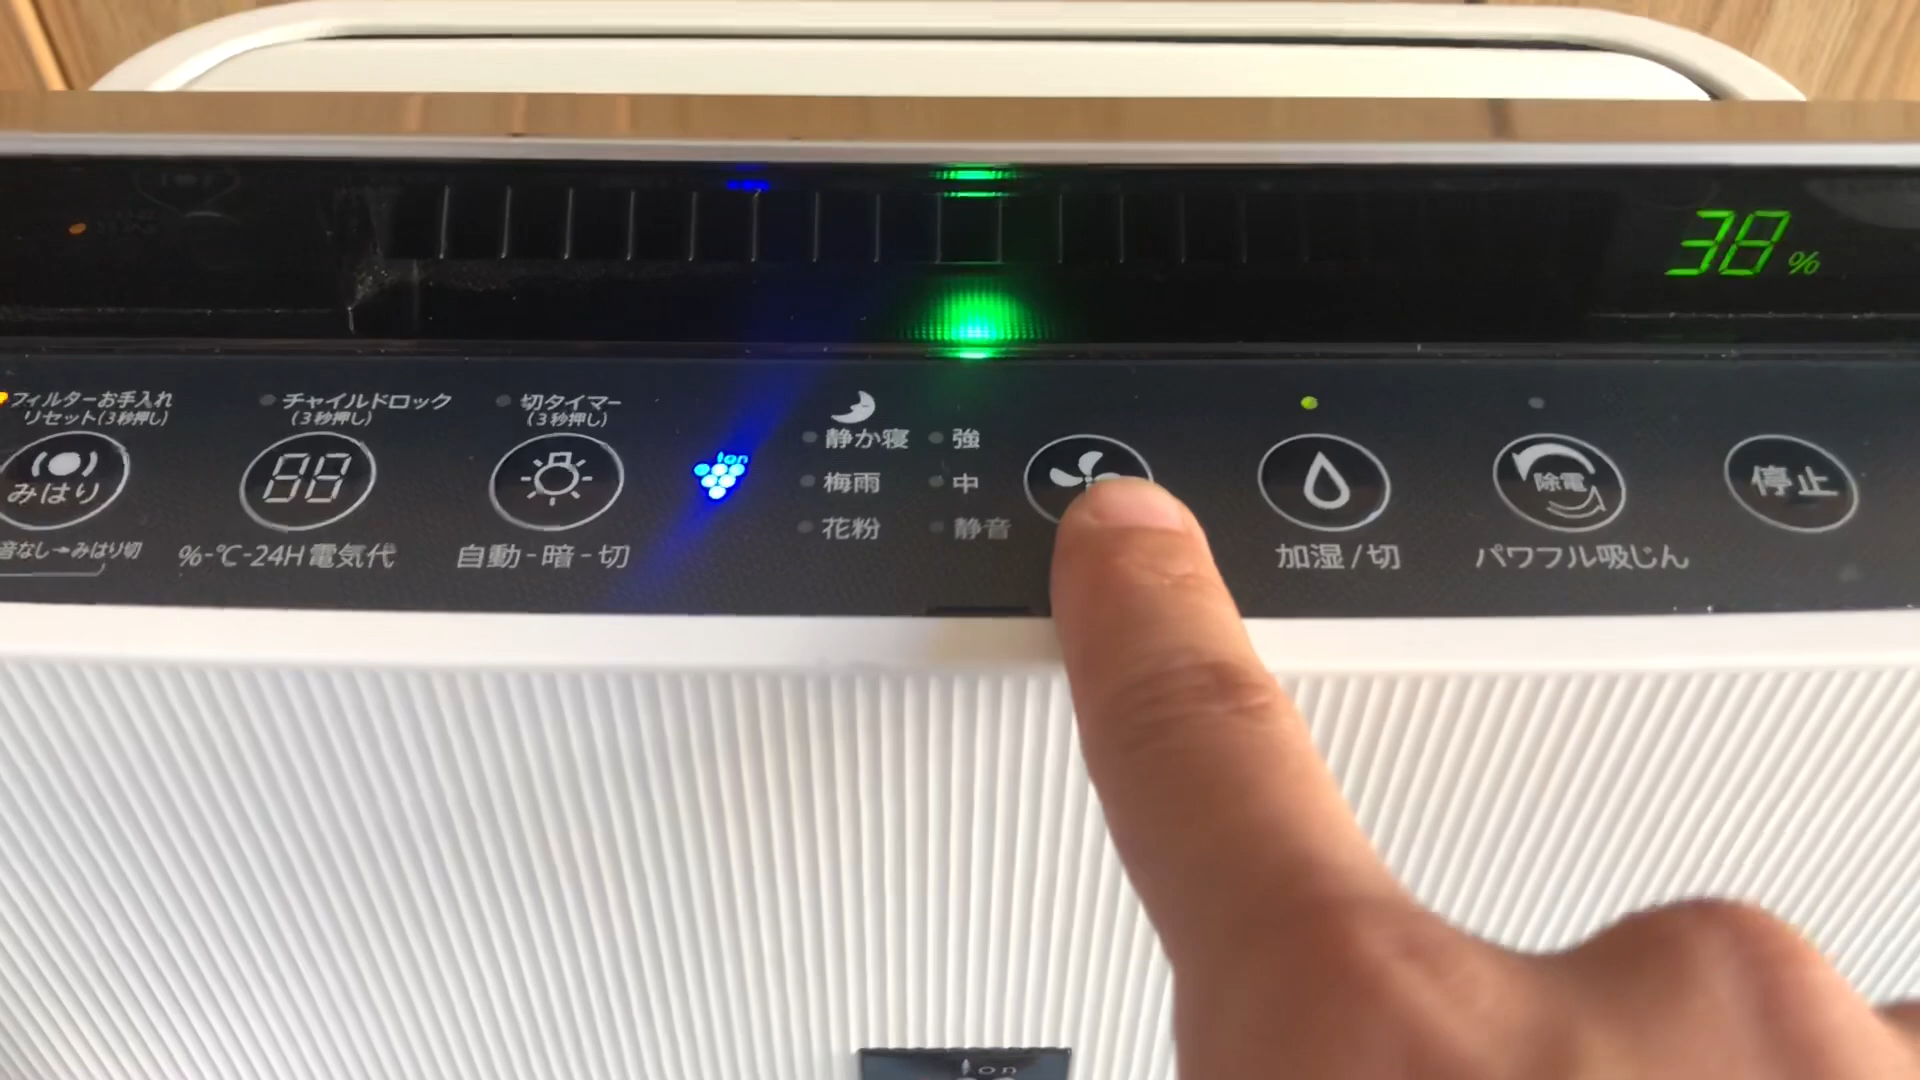 38%
フィルターお手入れ
リセット(3秒押し)
チャイルドロック
(3秒押し)
切タイマー
(3秒押し)
みはり
88
Ion
静か寝
強
梅雨
中
花粉
静音
除電
停止
音なし→みはり切
%-℃-24H電気代
自動-暗-切
加湿/切
パワフル吸じん
Ion